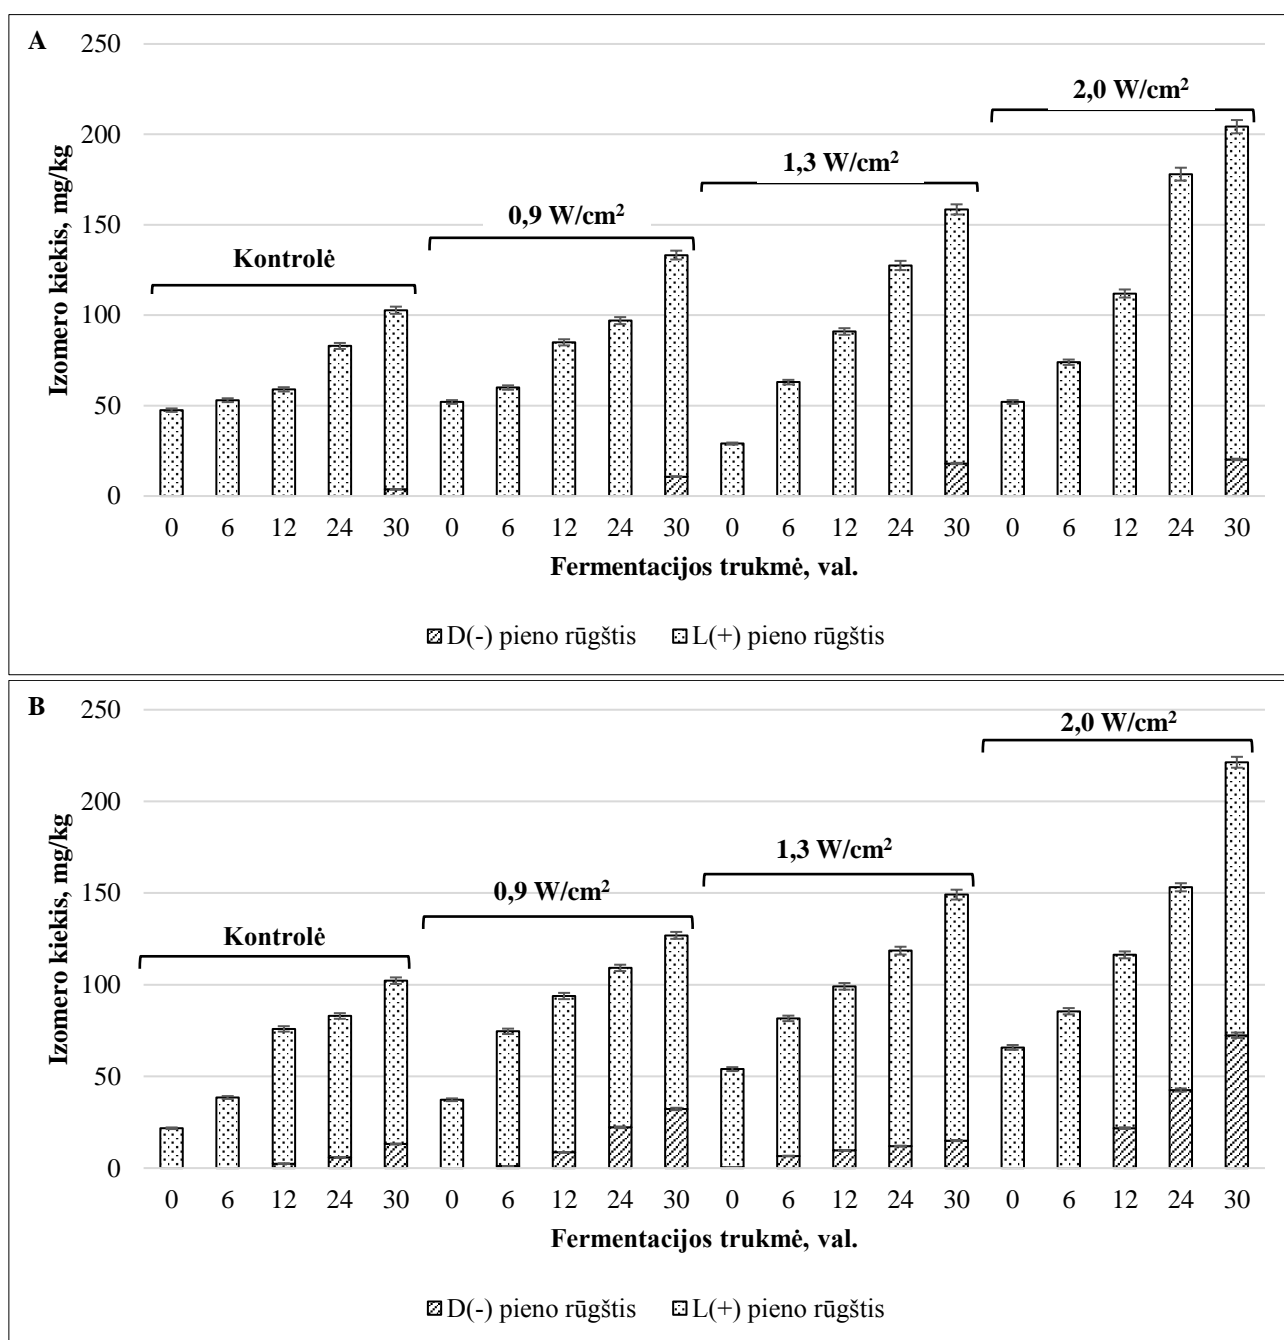 A
250
200
150
100
50
0
Izomero kiekis, mg/kg
Kontrolė
0,9 W/cm²
1,3 W/cm²
2,0 W/cm²
0 6 12 24 30 0 6 12 24 30 0 6 12 24 30 0 6 12 24 30
Fermentacijos trukmė, val.
D(-) pieno rūgštis L(+) pieno rūgštis
B
250
200
150
100
50
0
Izomero kiekis, mg/kg
Kontrolė
0,9 W/cm²
1,3 W/cm²
2,0 W/cm²
0 6 12 24 30 0 6 12 24 30 0 6 12 24 30 0 6 12 24 30
Fermentacijos trukmė, val.
D(-) pieno rūgštis L(+) pieno rūgštis